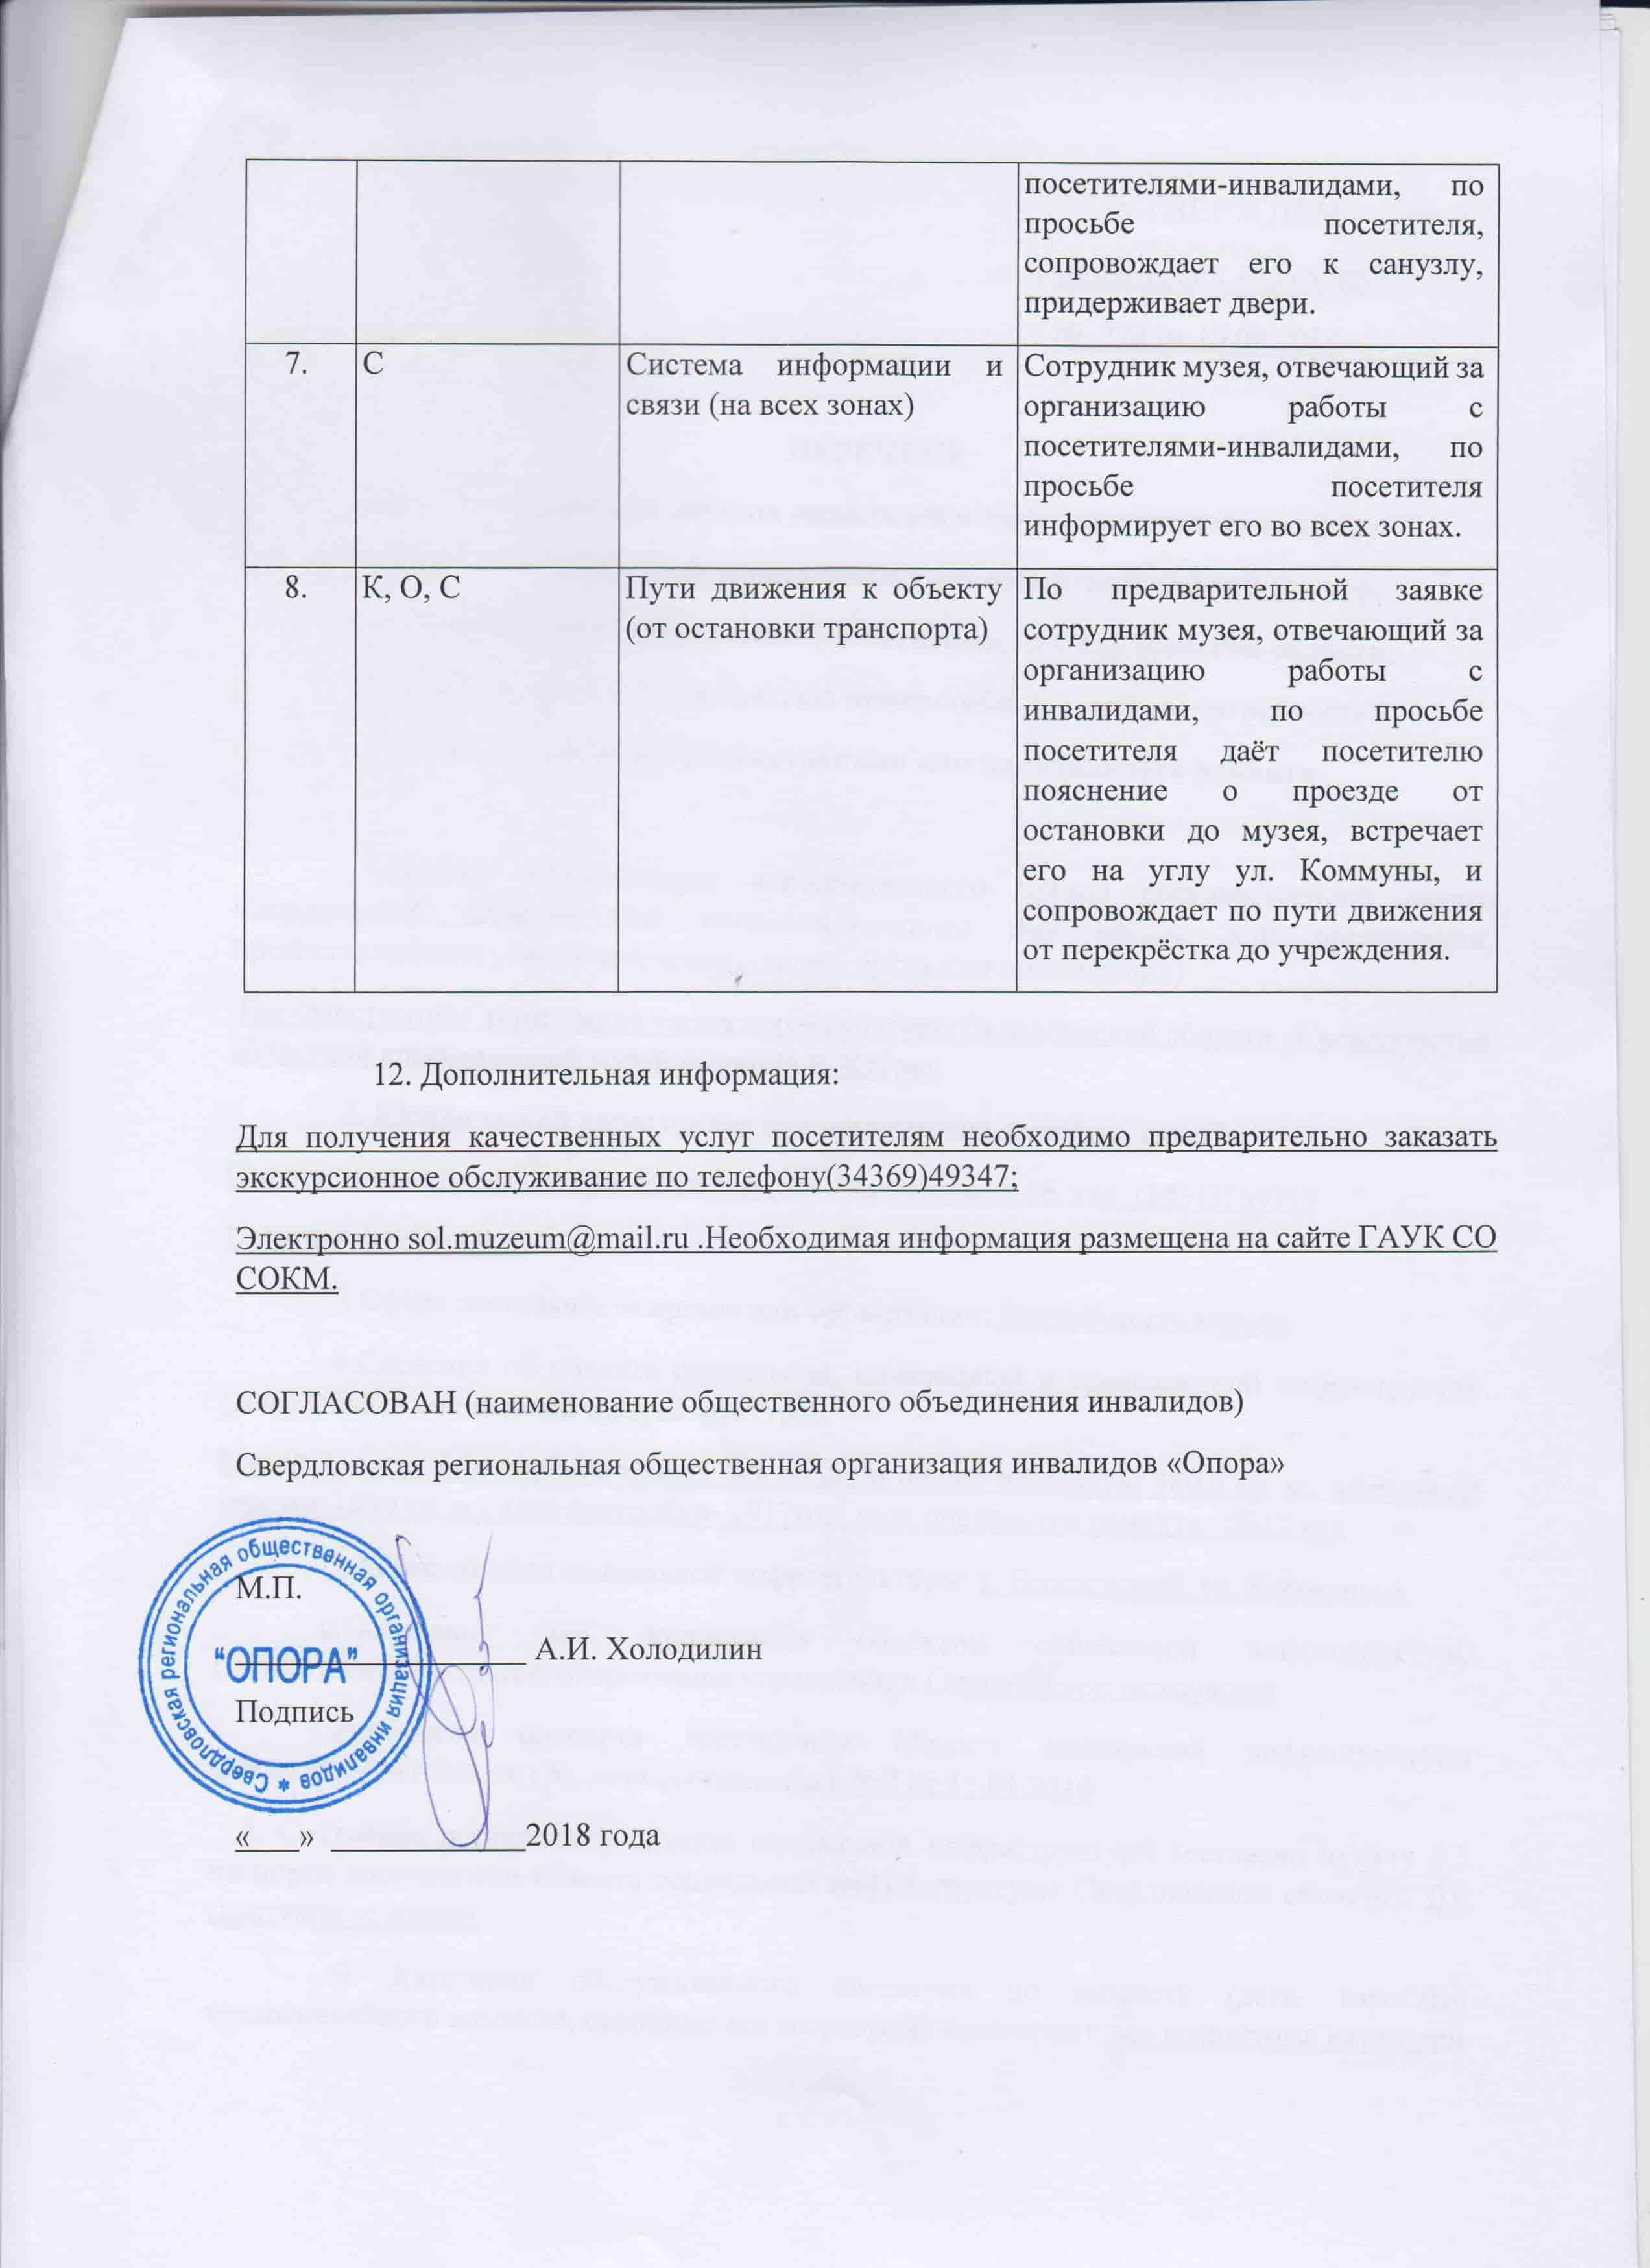 посетителями-инвалидами, по
просьбе посетителя,
сопровождает его к санузлу,
придерживает двери.
7.
С
Система информации и
связи (на всех зонах)
Сотрудник музея, отвечающий за
организацию работы с
посетителями-инвалидами, по
просьбе посетителя
информирует его во всех зонах.
8.
К, О, С
Пути движения к объекту
(от остановки транспорта)
По предварительной заявке
сотрудник музея, отвечающий за
организацию работы с
инвалидами, по просьбе
посетителя даёт посетителю
пояснение о проезде от
остановки до музея, встречает
его на углу ул. Коммуны, и
сопровождает по пути движения
от перекрёстка до учреждения.
12. Дополнительная информация:
Для получения качественных услуг посетителям необходимо предварительно заказать
экскурсионное обслуживание по телефону(34369)49347;
Электронно sol.muzeum@mail.ru .Необходимая информация размещена на сайте ГАУК СО
СОКМ.
СОГЛАСОВАН (наименование общественного объединения инвалидов)
Свердловская региональная общественная организация инвалидов «Опора»
М.П.
Свердловская региональная общественная организация инвалидов *
"ОПОРА"
______________ А.И. Холодилин
Подпись
«____» ____________2018 года